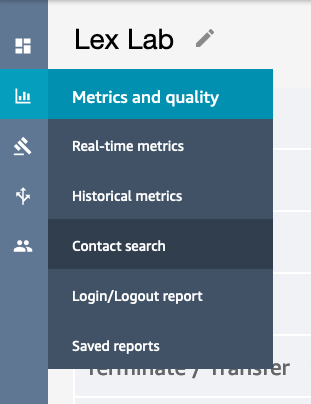 Lex Lab
Metrics and quality
Real-time metrics
Historical metrics
Contact search
Login/Logout report
Saved reports
Terminate / Transfer